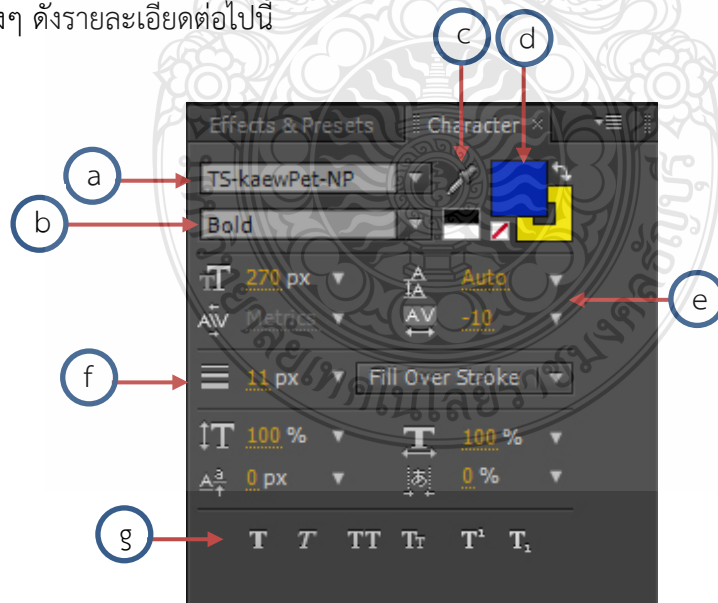 งๆ ดังรายละเอียดต่อไปนี้
c d
Effects & Presets Character ×
a TS-kaewPet-NP
b Bold
270 px Auto
Metrics -10
e
f 11 px Fill Over Stroke
100 % 100 %
0 px 0 %
g T T TT Tт T¹ T₁